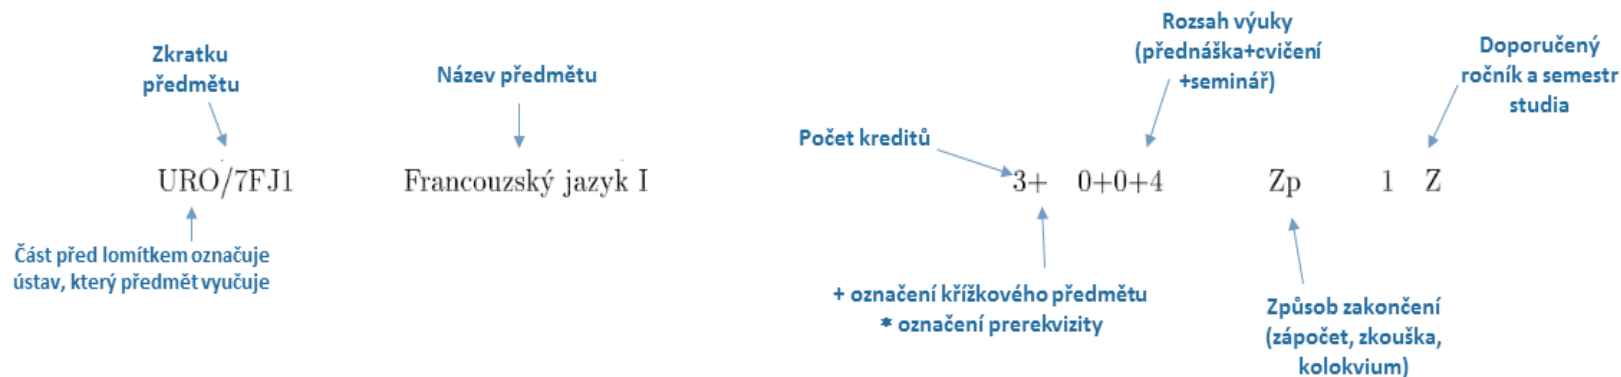 Zkratku
předmětu
Název předmětu
Rozsah výuky
(přednáška+cvičení
+seminář)
Doporučený
ročník a semestr
studia
Počet kreditů
URO/7FJ1 Francouzský jazyk I 3+ 0+0+4 Zp 1 Z
Část před lomítkem označuje
ústav, který předmět vyučuje
+ označení křížkového předmětu
* označení prerekvizity
Způsob zakončení
(zápočet, zkouška,
kolokvium)